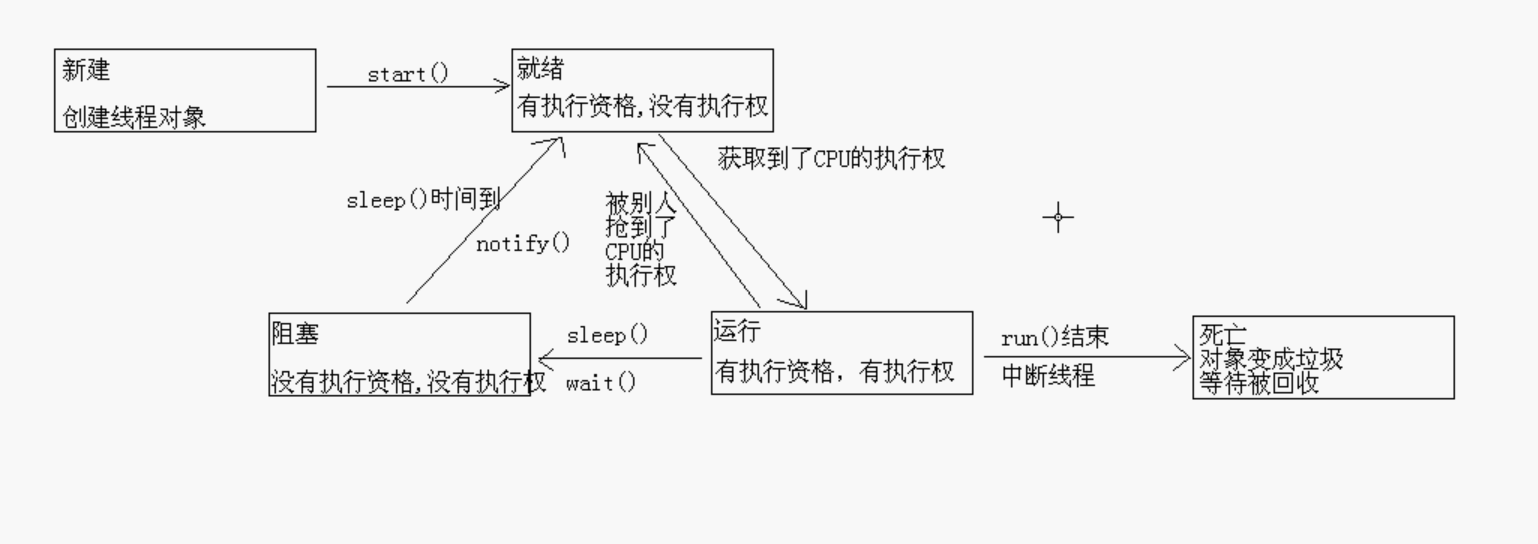 新建
创建线程对象
start()
就绪
有执行资格,没有执行权
获取到了CPU的执行权
sleep()时间到
notify()
被别人
抢到了
CPU的
执行权
阻塞
没有执行资格,没有执行权
sleep()
wait()
运行
有执行资格，有执行权
run()结束
中断线程
死亡
对象变成垃圾
等待被回收